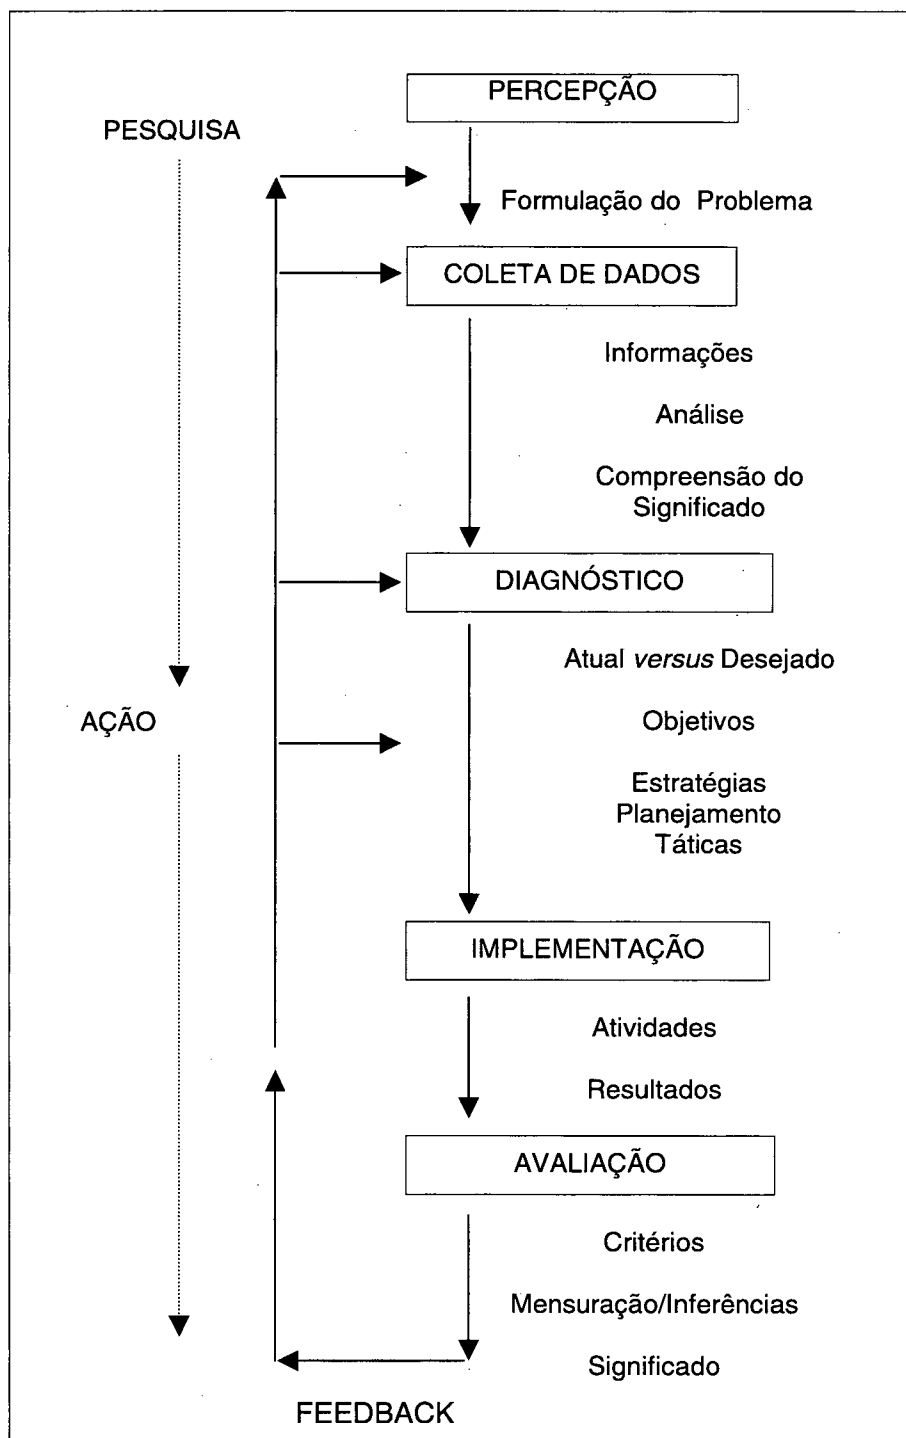 PERCEPÇÃO
PESQUISA
Formulação do Problema
COLETA DE DADOS
Informações
Análise
Compreensão do
Significado
DIAGNÓSTICO
Atual versus Desejado
AÇÃO
Objetivos
Estratégias
Planejamento
Táticas
IMPLEMENTAÇÃO
Atividades
Resultados
AVALIAÇÃO
Critérios
Mensuração/Inferências
Significado
FEEDBACK